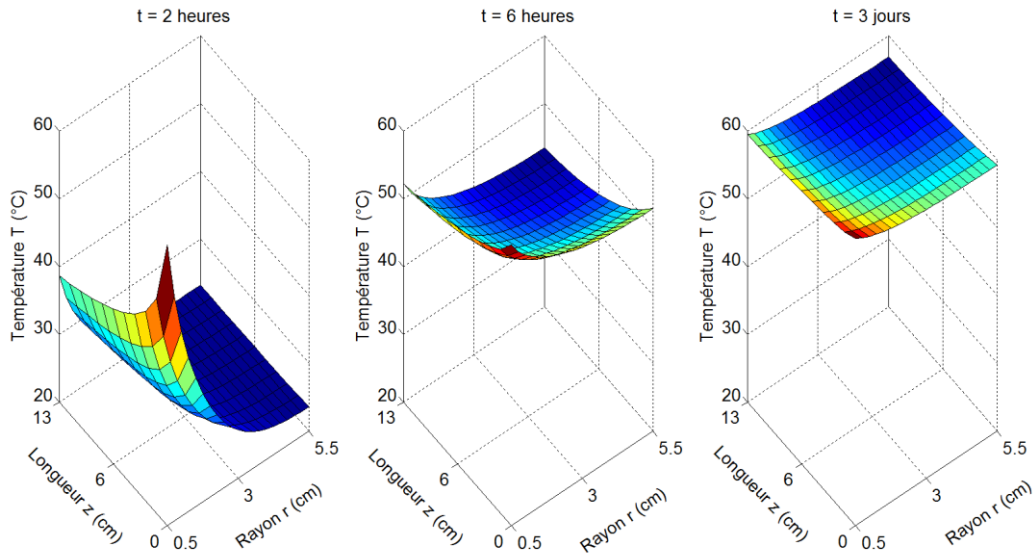 t = 2 heures
Température T (°C)
60
50
40
30
20
13
6
0
Longueur z (cm)
0.5
3
5.5
Rayon r (cm)
t = 6 heures
Température T (°C)
60
50
40
30
20
13
6
0
Longueur z (cm)
0.5
3
5.5
Rayon r (cm)
t = 3 jours
Température T (°C)
60
50
40
30
20
13
6
0
Longueur z (cm)
0.5
3
5.5
Rayon r (cm)